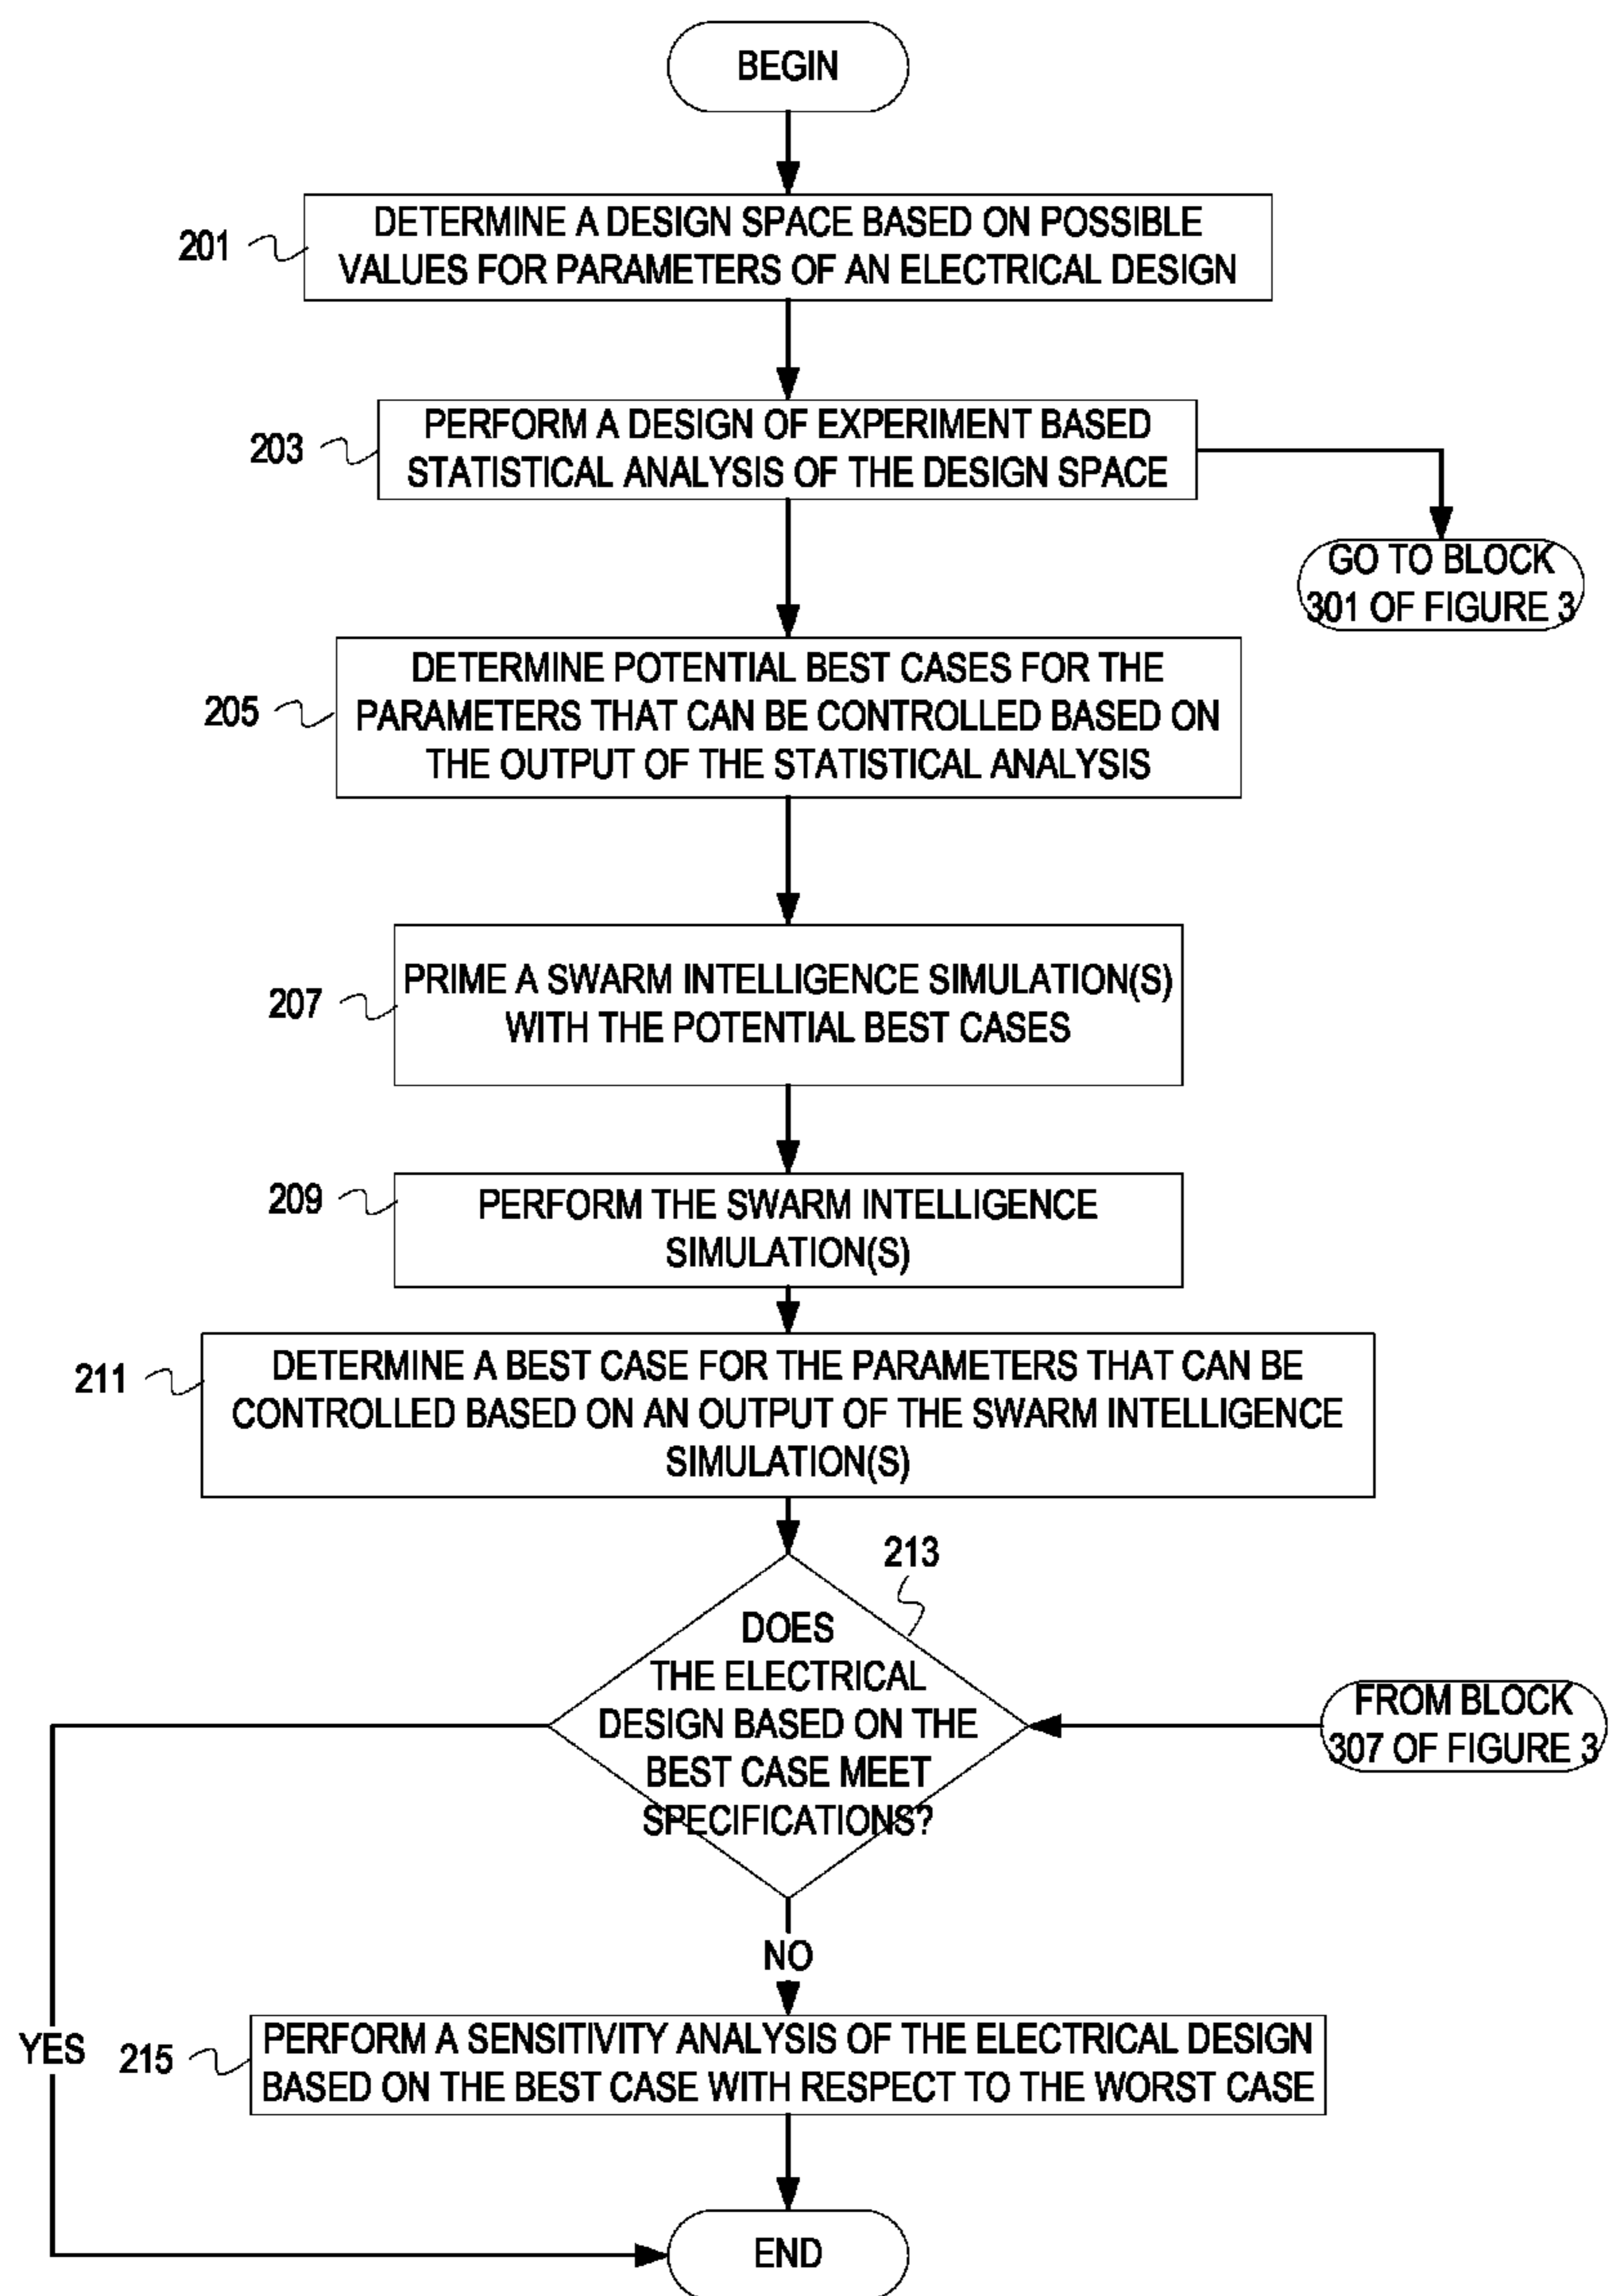 BEGIN
201
DETERMINE A DESIGN SPACE BASED ON POSSIBLE
VALUES FOR PARAMETERS OF AN ELECTRICAL DESIGN
203
PERFORM A DESIGN OF EXPERIMENT BASED
STATISTICAL ANALYSIS OF THE DESIGN SPACE
GO TO BLOCK
301 OF FIGURE 3
205
DETERMINE POTENTIAL BEST CASES FOR THE
PARAMETERS THAT CAN BE CONTROLLED BASED ON
THE OUTPUT OF THE STATISTICAL ANALYSIS
207
PRIME A SWARM INTELLIGENCE SIMULATION(S)
WITH THE POTENTIAL BEST CASES
209
PERFORM THE SWARM INTELLIGENCE
SIMULATION(S)
211
DETERMINE A BEST CASE FOR THE PARAMETERS THAT CAN BE
CONTROLLED BASED ON AN OUTPUT OF THE SWARM INTELLIGENCE
SIMULATION(S)
213
DOES
THE ELECTRICAL
DESIGN BASED ON THE
BEST CASE MEET
SPECIFICATIONS?
FROM BLOCK
307 OF FIGURE 3
NO
YES
215
PERFORM A SENSITIVITY ANALYSIS OF THE ELECTRICAL DESIGN
BASED ON THE BEST CASE WITH RESPECT TO THE WORST CASE
END